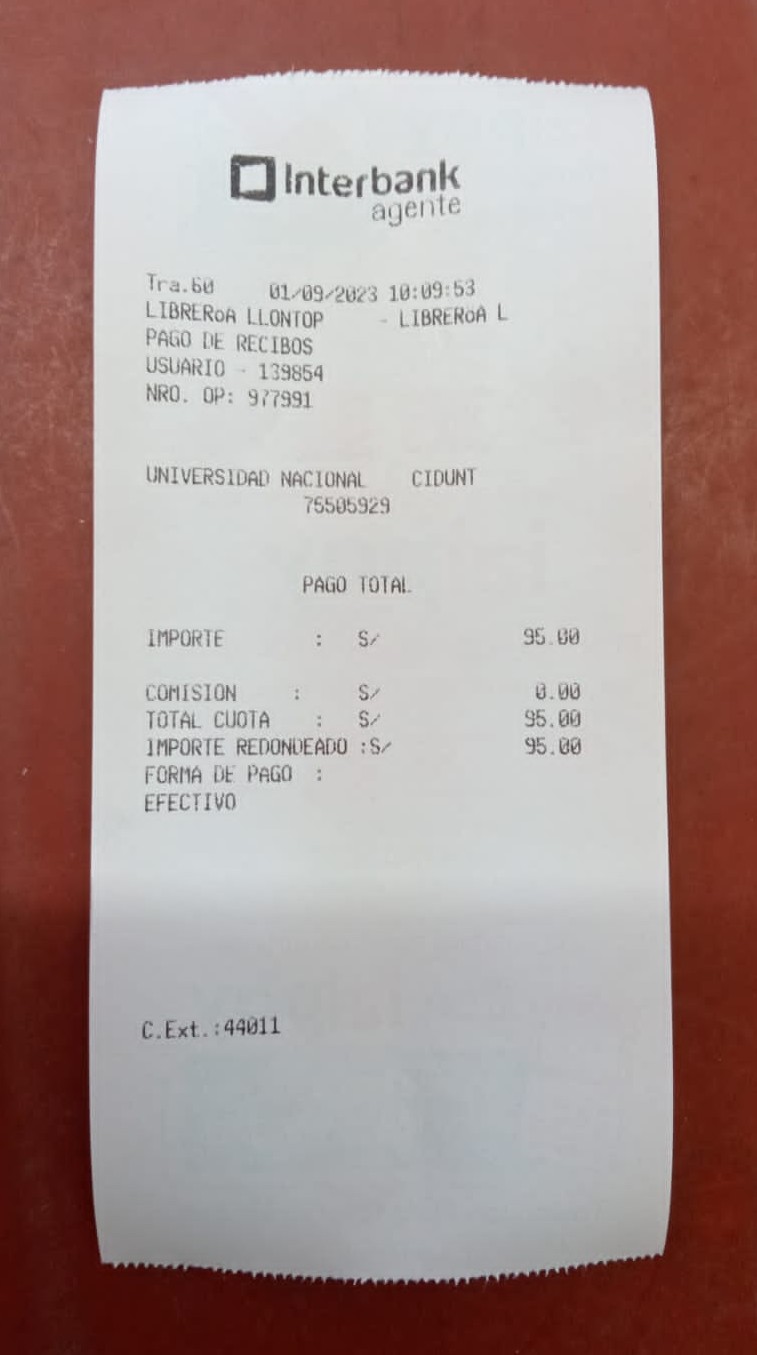 Interbank
agente
Tra.60 01/09/2023 10:09:53
LIBRERoA LLONTOP - LIBRERoA L
PAGO DE RECIBOS
USUARIO - 139854
NRO. OP: 977991
UNIVERSIDAD NACIONAL CIDUNT
75505929
PAGO TOTAL
IMPORTE : S/ 95.00
COMISION : S/ 0.00
TOTAL CUOTA : S/ 95.00
IMPORTE REDONDEADO :S/ 95.00
FORMA DE PAGO :
EFECTIVO
C.Ext.:44011